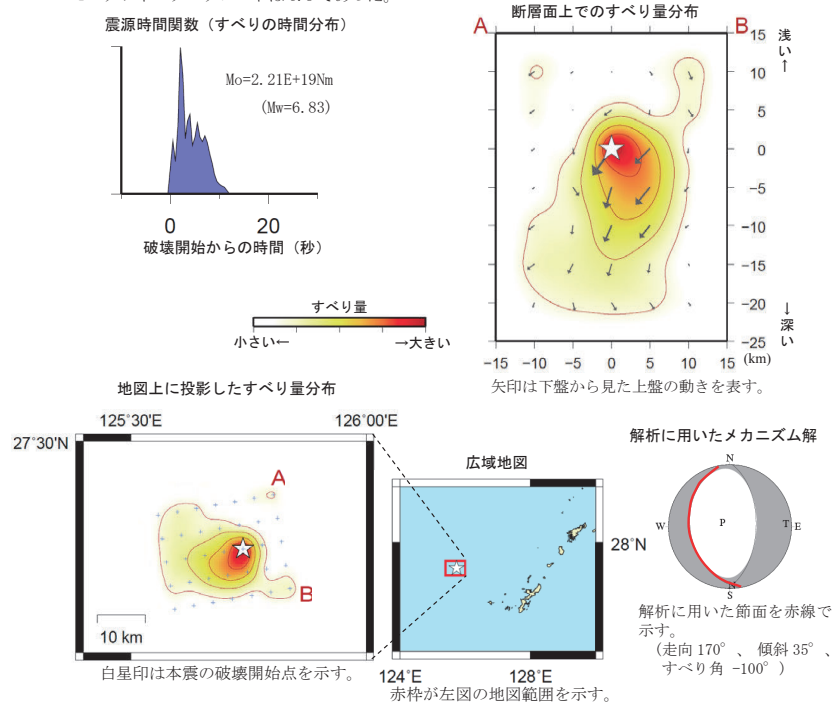 震源時間関数（すべりの時間分布）
Mo=2.21E+19Nm
(Mw=6.83)
0
20
破壊開始からの時間（秒）
断層面上でのすべり量分布
A
B
15
10
5
0
−5
−10
−15
−20
−25
浅い↑
↓深い
−15 −10 −5 0 5 10 15 (km)
矢印は下盤から見た上盤の動きを表す。
すべり量
小さい←
→大きい
地図上に投影したすべり量分布
125°30'E
126°00'E
27°30'N
A
B
10 km
白星印は本震の破壊開始点を示す。
広域地図
28°N
124°E
128°E
赤枠が左図の地図範囲を示す。
解析に用いたメカニズム解
N
W
P
T
E
N
S
解析に用いた節面を赤線で
示す。
(走向 170° 、 傾斜 35° 、
すべり角 -100° )